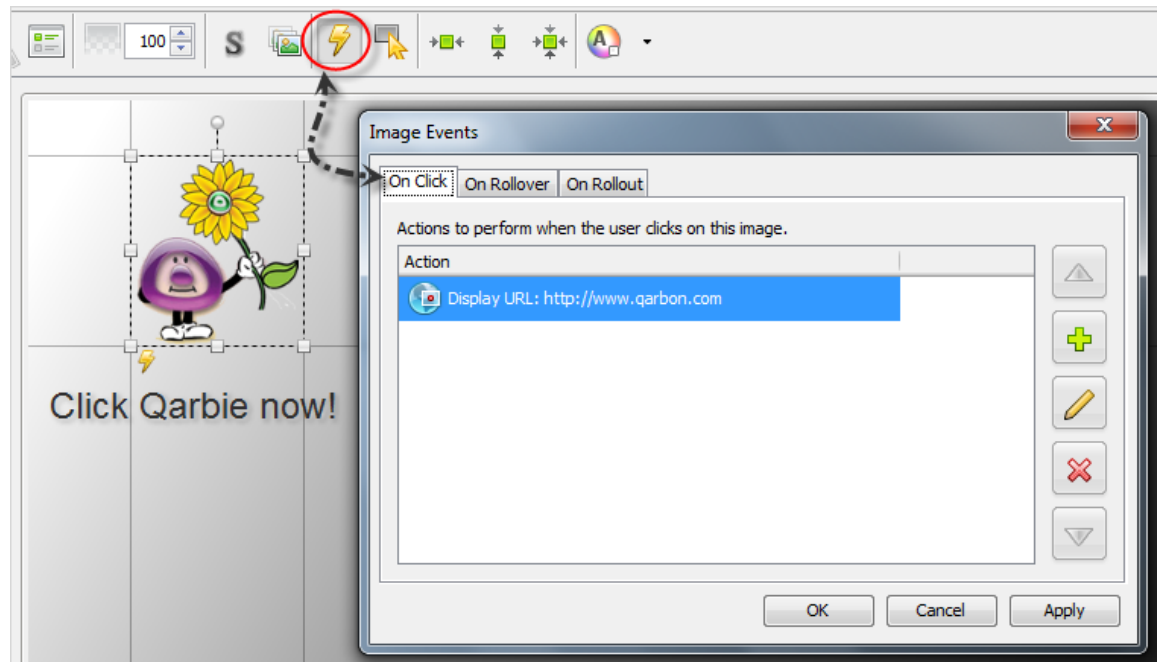 100
S
A
Image Events
On Click On Rollover On Rollout
Actions to perform when the user clicks on this image.
Action
Display URL: http://www.qarbon.com
Click Qarbie now!
OK Cancel Apply